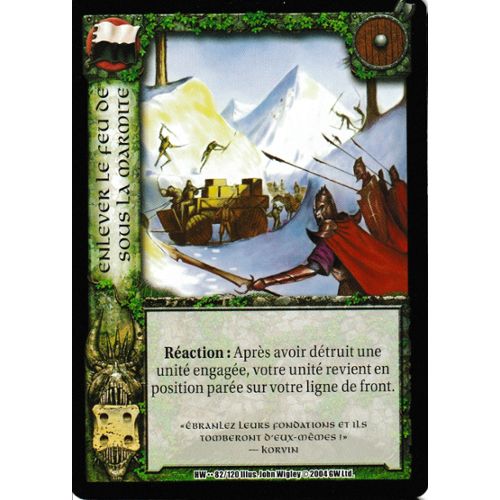 ENLEVER LE FEU DE
SOUS LA MARMITE
Réaction : Après avoir détruit une
unité engagée, votre unité revient en
position parée sur votre ligne de front.
«ÉBRANLEZ LEURS FONDATIONS ET ILS
TOMBERONT D'EUX-MÊMES !»
— KORVIN
HW •• 82/120 Illus. John Wigley © 2004 GW Ltd.